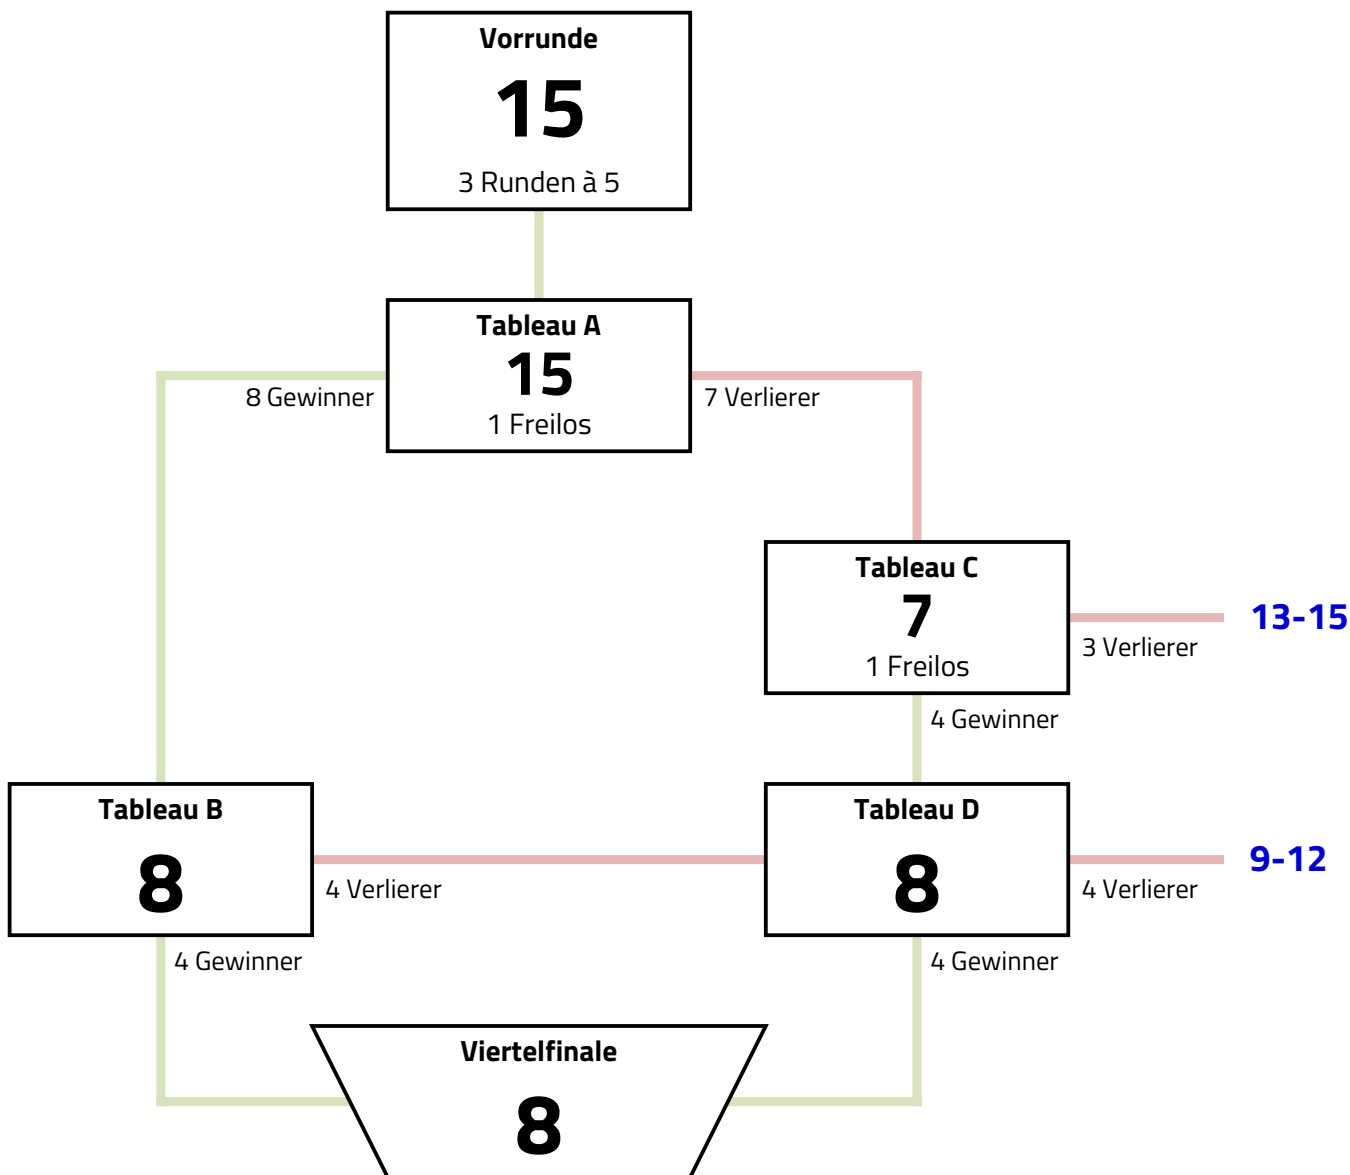 Vorrunde
15
3 Runden à 5
Tableau A
15
1 Freilos
8 Gewinner
7 Verlierer
Tableau C
7
1 Freilos
13-15
3 Verlierer
4 Gewinner
Tableau B
8
4 Verlierer
4 Gewinner
Tableau D
8
9-12
4 Verlierer
4 Gewinner
Viertelfinale
8